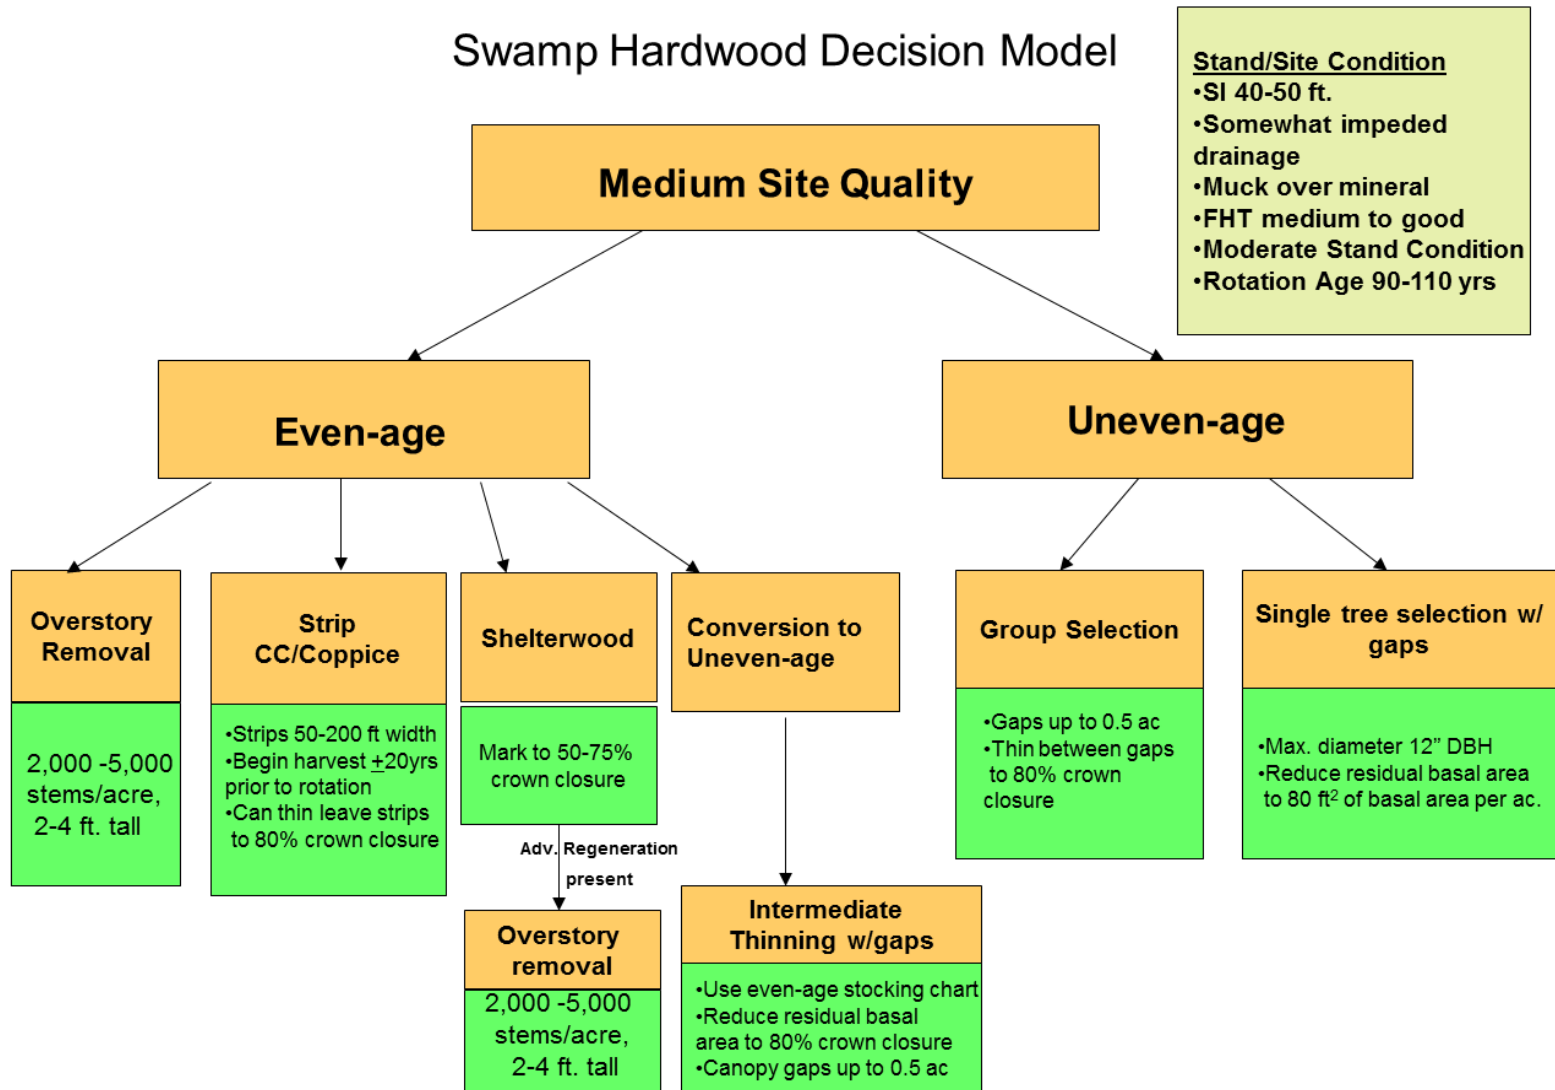 Swamp Hardwood Decision Model
Stand/Site Condition
•SI 40-50 ft.
•Somewhat impeded
drainage
•Muck over mineral
•FHT medium to good
•Moderate Stand Condition
•Rotation Age 90-110 yrs
Medium Site Quality
Even-age
Uneven-age
Overstory
Removal
2,000 -5,000
stems/acre,
2-4 ft. tall
Strip
CC/Coppice
•Strips 50-200 ft width
•Begin harvest ±20yrs
prior to rotation
•Can thin leave strips
to 80% crown closure
Shelterwood
Mark to 50-75%
crown closure
Adv. Regeneration
present
Overstory
removal
2,000 -5,000
stems/acre,
2-4 ft. tall
Conversion to
Uneven-age
Intermediate
Thinning w/gaps
•Use even-age stocking chart
•Reduce residual basal
area to 80% crown closure
•Canopy gaps up to 0.5 ac
Group Selection
•Gaps up to 0.5 ac
•Thin between gaps
to 80% crown
closure
Single tree selection w/
gaps
•Max. diameter 12” DBH
•Reduce residual basal area
to 80 ft² of basal area per ac.